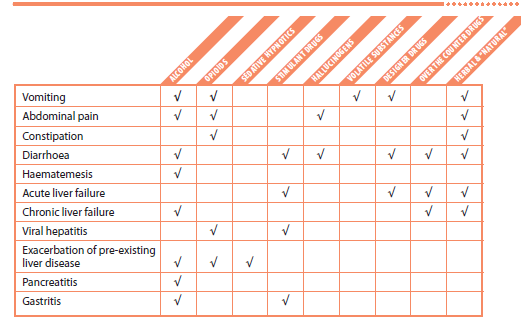 ALCOHOL
OPIOIDS
SEDATIVE HYPNOTICS
STIMULANT DRUGS
HALLUCINOGENS
VOLATILE SUBSTANCES
DESIGNER DRUGS
OVER THE COUNTER DRUGS
HERBAL & "NATURAL"
Vomiting √ √ √ √ √
Abdominal pain √ √ √ √
Constipation √ √
Diarrhoea √ √ √ √ √ √
Haematemesis √
Acute liver failure √ √ √ √
Chronic liver failure √ √ √
Viral hepatitis √ √
Exacerbation of pre-existing
liver disease √ √ √
Pancreatitis √
Gastritis √ √